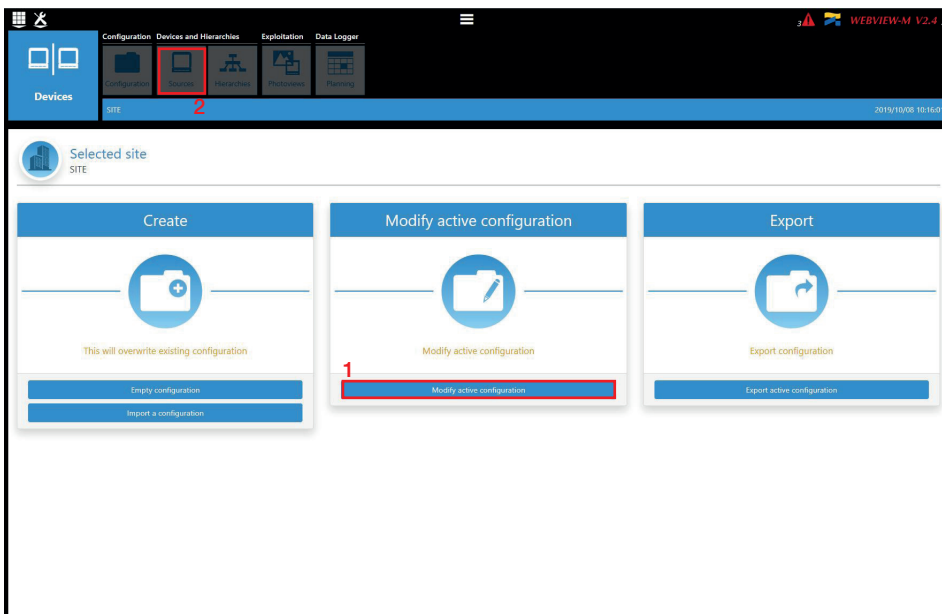 3 WEBVIEW-M V2.4
Configuration Devices and Hierarchies Exploitation Data Logger
Configuration Sources Hierarchies Photoviews Planning
Devices
2
SITE 2019/10/08 10:16:01
Selected site
SITE
Create
This will overwrite existing configuration
Empty configuration
Import a configuration
Modify active configuration
Modify active configuration
1
Modify active configuration
Export
Export configuration
Export active configuration